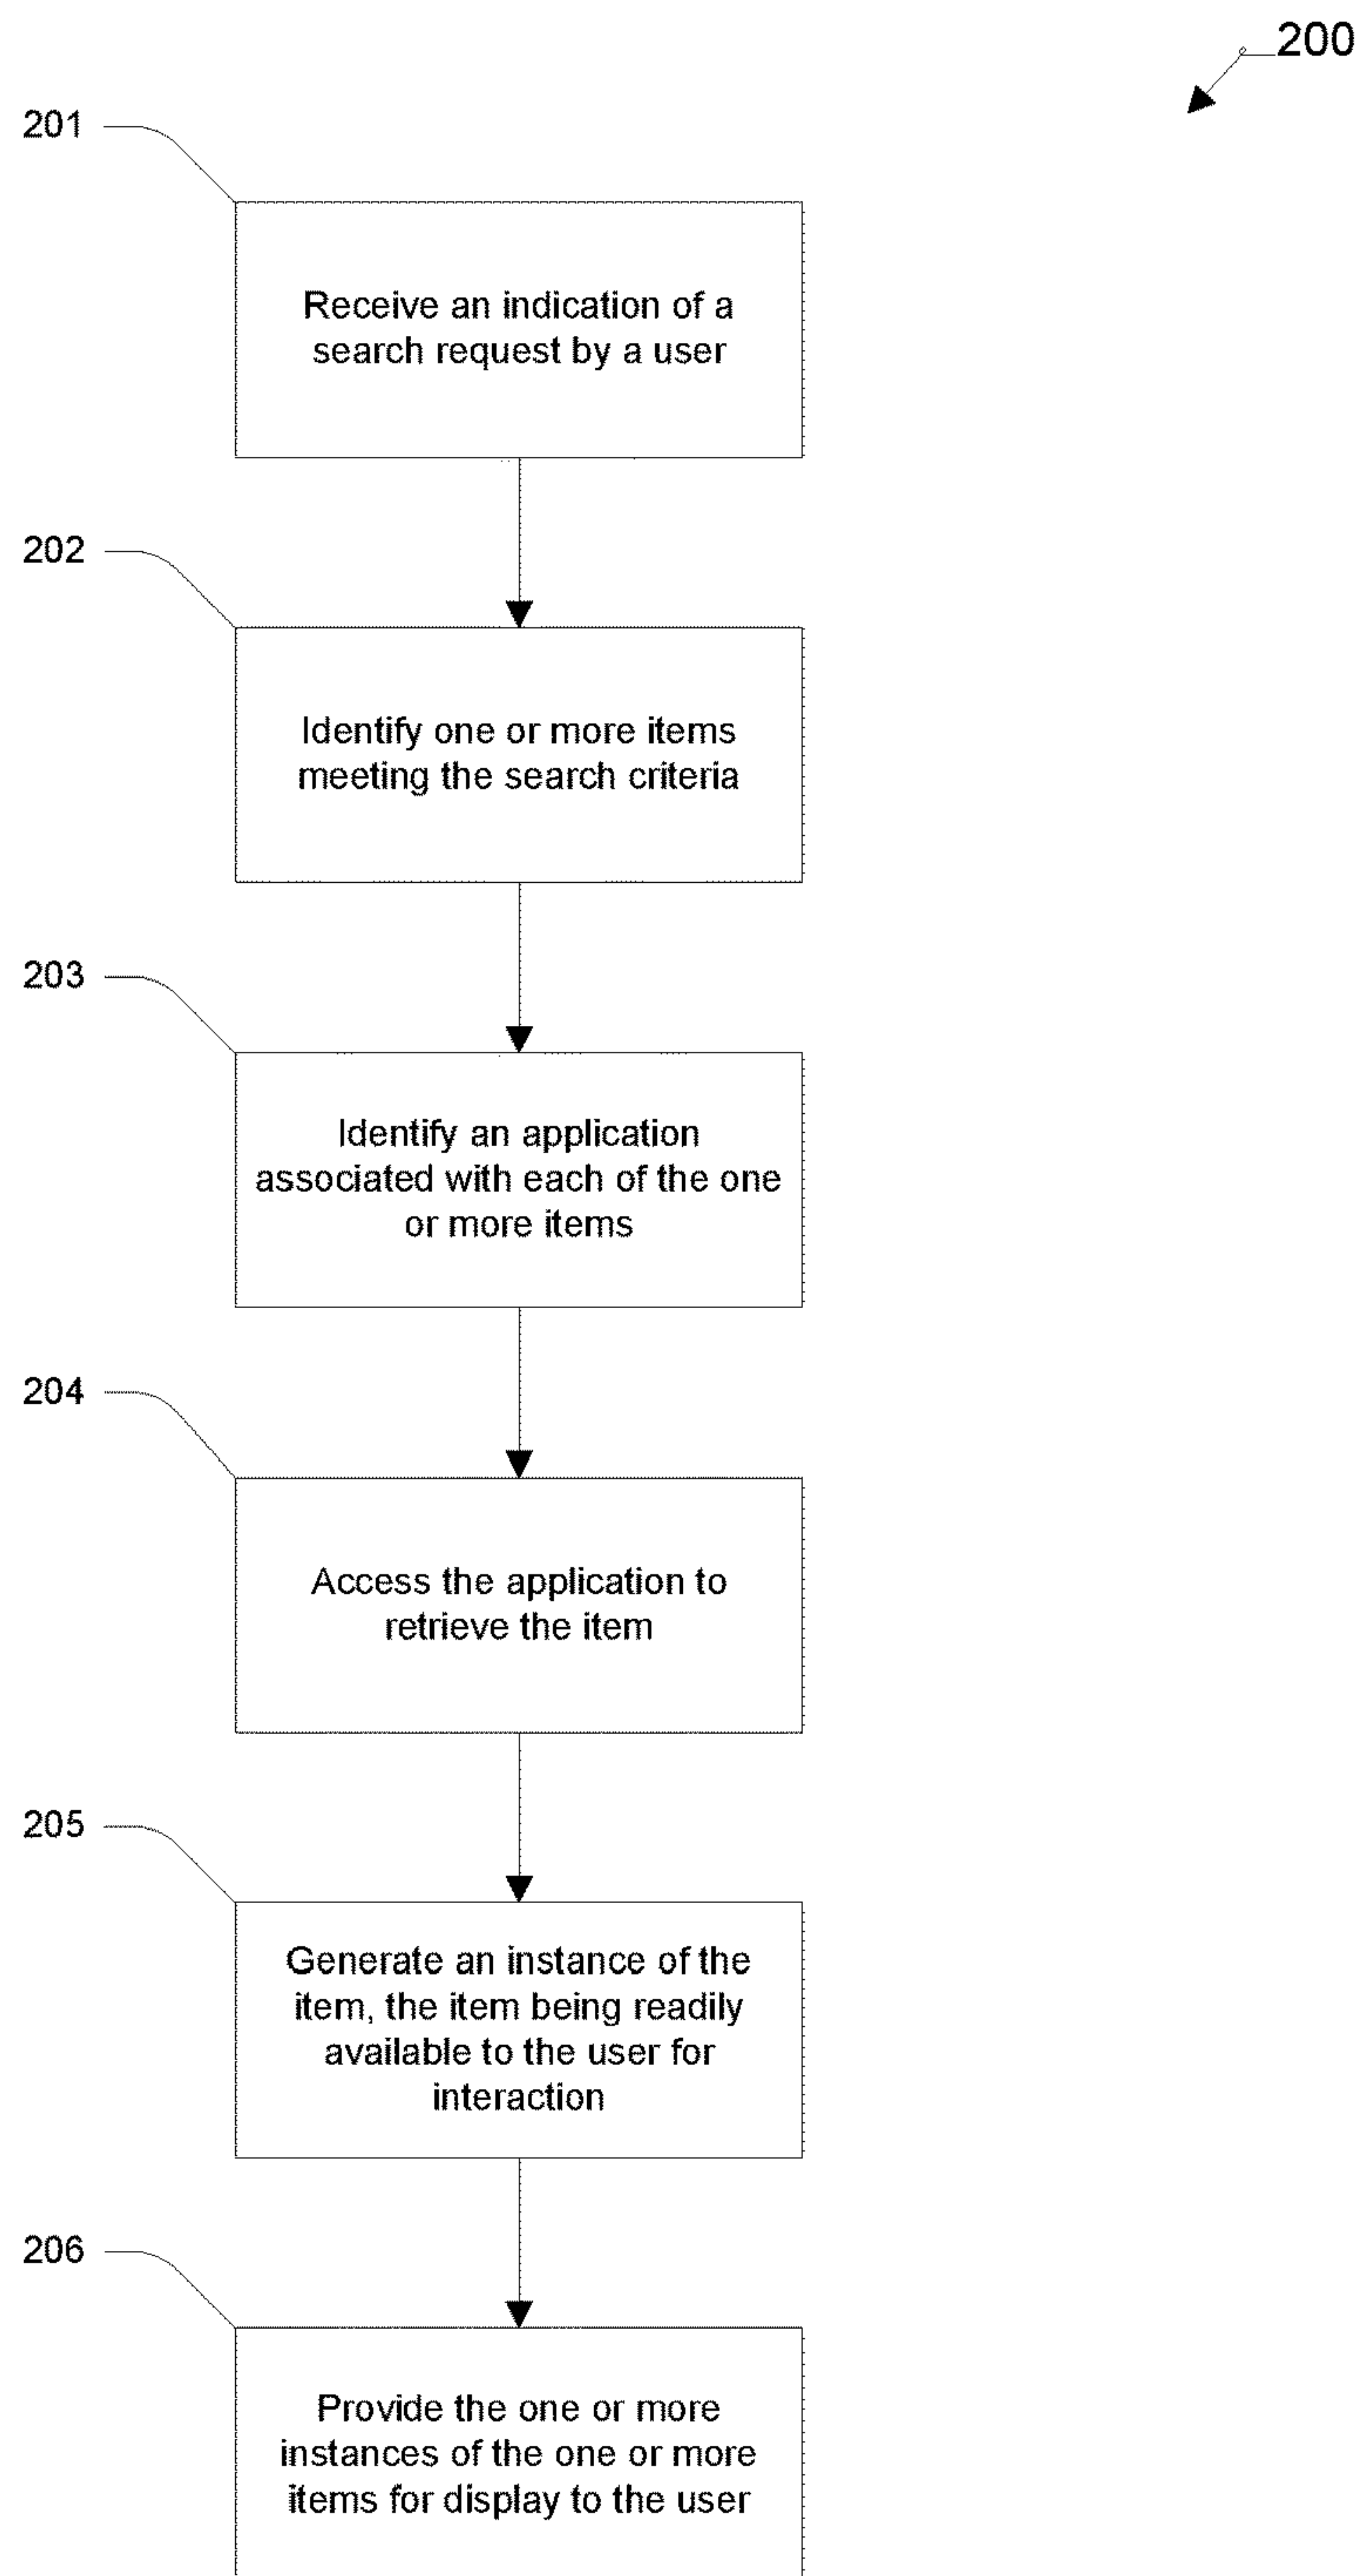 200
201
Receive an indication of a
search request by a user
202
Identify one or more items
meeting the search criteria
203
Identify an application
associated with each of the one
or more items
204
Access the application to
retrieve the item
205
Generate an instance of the
item, the item being readily
available to the user for
interaction
206
Provide the one or more
instances of the one or more
items for display to the user